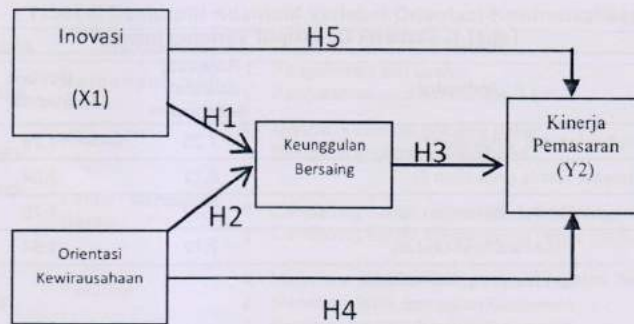 Inovasi
H5
(X1)
H1
Keunggulan
Bersaing
H3
Kinerja
Pemasaran
(Y2)
H2
Orientasi
Kewirausahaan
H4